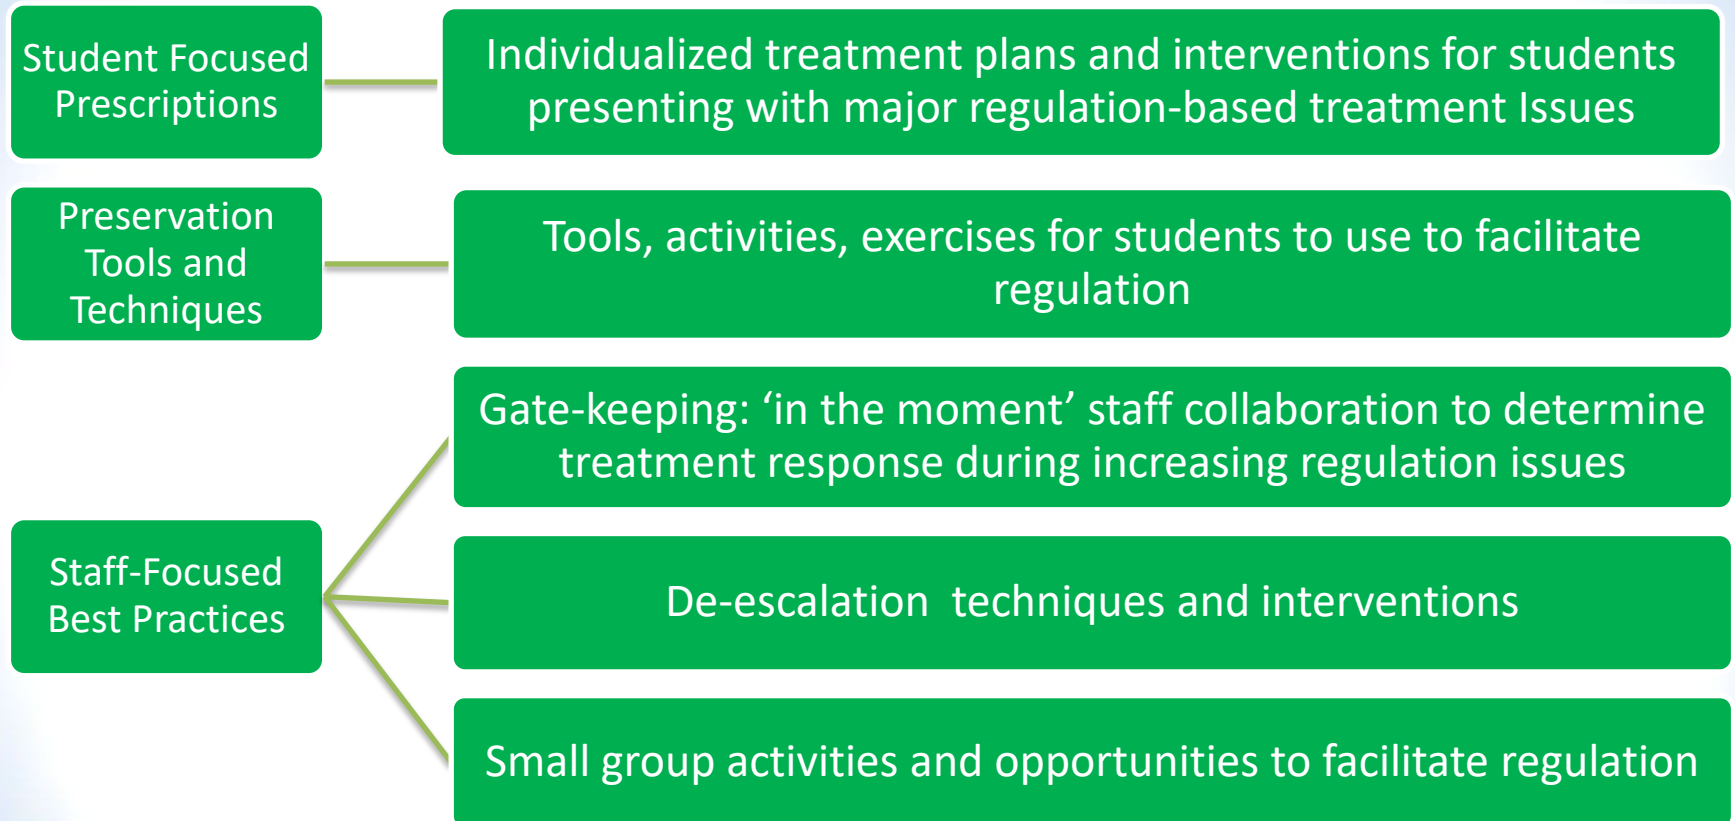 Student Focused
Prescriptions
Individualized treatment plans and interventions for students
presenting with major regulation-based treatment Issues
Preservation
Tools and
Techniques
Tools, activities, exercises for students to use to facilitate
regulation
Staff-Focused
Best Practices
Gate-keeping: ‘in the moment’ staff collaboration to determine
treatment response during increasing regulation issues
De-escalation  techniques and interventions
Small group activities and opportunities to facilitate regulation